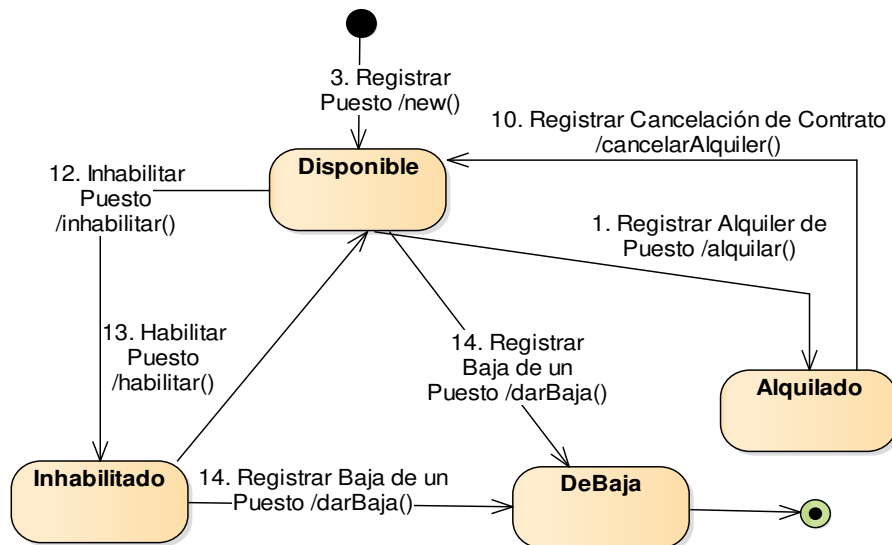 3. Registrar
Puesto /new()
10. Registrar Cancelación de Contrato
/cancelarAlquiler()
Disponible
12. Inhabilitar
Puesto
/inhabilitar()
1. Registrar Alquiler de
Puesto /alquilar()
13. Habilitar
Puesto
/habilitar()
14. Registrar
Baja de un
Puesto /darBaja()
Alquilado
Inhabilitado
14. Registrar Baja de un
Puesto /darBaja()
DeBaja